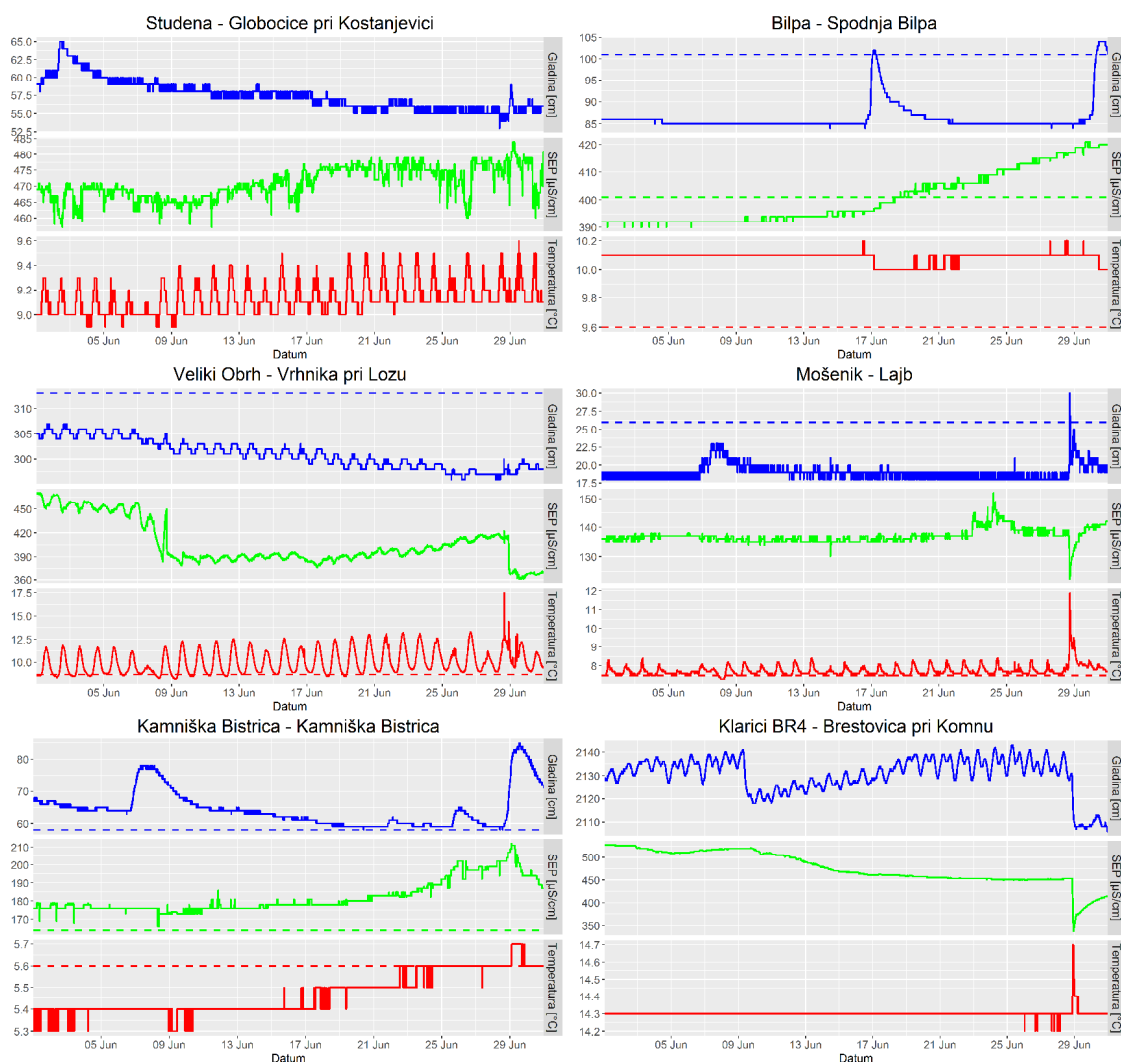 Studena - Globocice pri Kostanjevici
65.0
62.5
60.0
57.5
55.0
52.5
Gladina [cm]
485
480
475
470
465
460
SEP [µS/cm]
9.6
9.4
9.2
9.0
Temperatura [°C]
05 Jun 09 Jun 13 Jun 17 Jun 21 Jun 25 Jun 29 Jun
Datum
Bilpa - Spodnja Bilpa
105
100
95
90
85
Gladina [cm]
420
410
400
390
SEP [µS/cm]
10.2
10.0
9.8
9.6
Temperatura [°C]
05 Jun 09 Jun 13 Jun 17 Jun 21 Jun 25 Jun 29 Jun
Datum
Veliki Obrh - Vrhnika pri Lozu
310
305
300
Gladina [cm]
450
420
390
360
SEP [µS/cm]
17.5
15.0
12.5
10.0
Temperatura [°C]
05 Jun 09 Jun 13 Jun 17 Jun 21 Jun 25 Jun 29 Jun
Datum
Mošenik - Lajb
30.0
27.5
25.0
22.5
20.0
17.5
Gladina [cm]
150
140
130
SEP [µS/cm]
12
11
10
9
8
Temperatura [°C]
05 Jun 09 Jun 13 Jun 17 Jun 21 Jun 25 Jun 29 Jun
Datum
Kamniška Bistrica - Kamniška Bistrica
80
70
60
Gladina [cm]
210
200
190
180
170
SEP [µS/cm]
5.7
5.6
5.5
5.4
5.3
Temperatura [°C]
05 Jun 09 Jun 13 Jun 17 Jun 21 Jun 25 Jun 29 Jun
Datum
Klarici BR4 - Brestovica pri Komnu
2140
2130
2120
2110
Gladina [cm]
500
450
400
350
SEP [µS/cm]
14.7
14.6
14.5
14.4
14.3
14.2
Temperatura [°C]
05 Jun 09 Jun 13 Jun 17 Jun 21 Jun 25 Jun 29 Jun
Datum